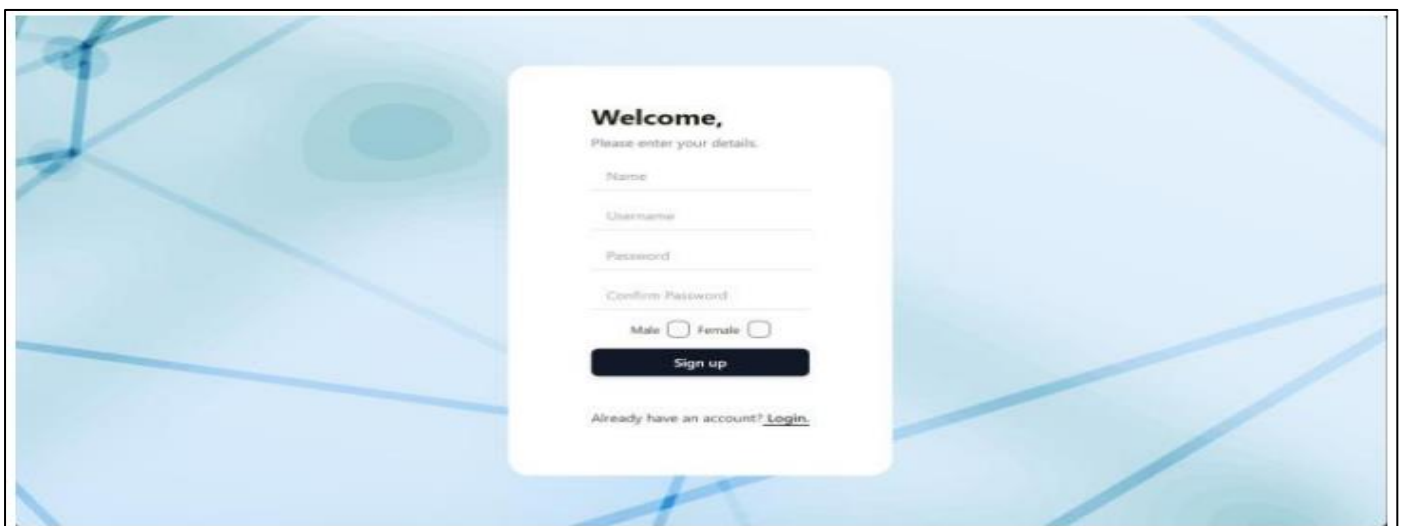 Welcome,
Please enter your details.
Name
Username
Password
Confirm Password
Male Female
Sign up
Already have an account? Login.